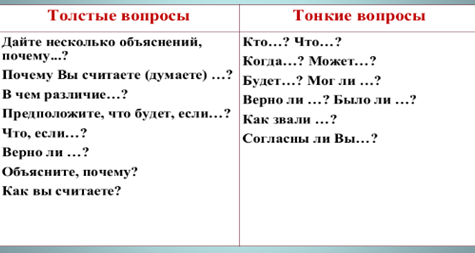 Толстые вопросы
Дайте несколько объяснений,
почему...?
Почему Вы считаете (думаете) …?
В чем различие…?
Предположите, что будет, если…?
Что, если…?
Верно ли …?
Объясните, почему?
Как вы считаете?
Тонкие вопросы
Кто…? Что…?
Когда…? Может…?
Будет…? Мог ли …?
Верно ли …? Было ли …?
Как звали …?
Согласны ли Вы…?